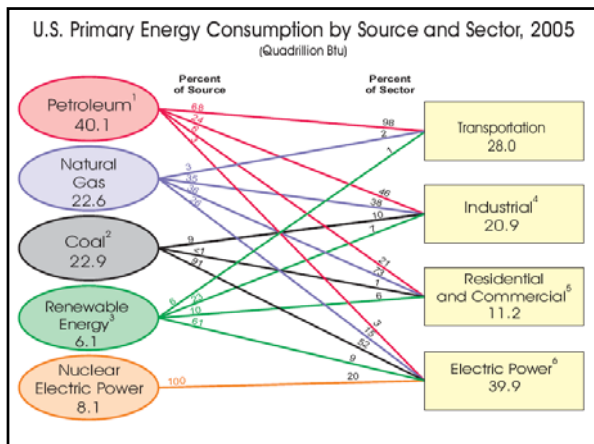 U.S. Primary Energy Consumption by Source and Sector, 2005
(Quadrillion Btu)
Percent
of Source
Percent
of Sector
Petroleum¹
40.1
68
24
Natural
Gas
22.6
3
35
36
26
Coal²
22.9
9
<1
91
Renewable
Energy³
6.1
6
23
10
61
Nuclear
Electric Power
8.1
100
98
2
1
Transportation
28.0
46
38
10
7
Industrial⁴
20.9
21
73
1
6
Residential
and Commercial⁵
11.2
3
15
52
9
20
Electric Power⁶
39.9